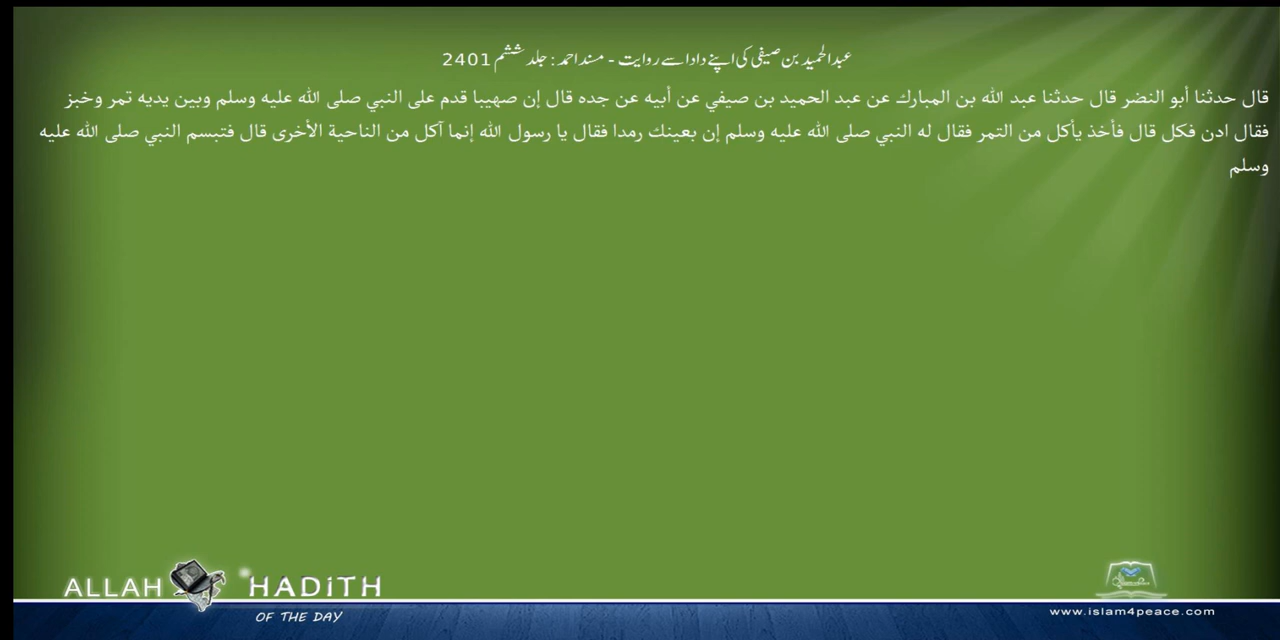 عبدالحمید بن صیفی کی اپنے دادا سے روایت - مسند احمد : جلد ششم 2401
قال حدثنا أبو النضر قال حدثنا عبد الله بن المبارك عن عبد الحميد بن صيفي عن أبيه عن جده قال إن صهيبا قدم على النبي صلى الله عليه وسلم وبين يديه تمر وخبز
فقال ادن فكل قال فأخذ يأكل من التمر فقال له النبي صلى الله عليه وسلم إن بعينك رمدا فقال يا رسول الله إنما آكل من الناحية الأخرى قال فتبسم النبي صلى الله عليه
وسلم
ALLAH HADITH
OF THE DAY
www.islam4peace.com